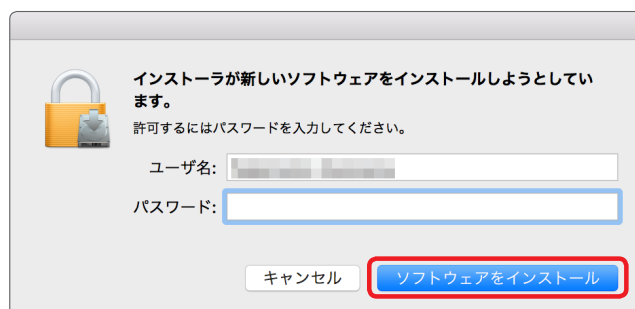 インストーラが新しいソフトウェアをインストールしようとしてい
ます。
許可するにはパスワードを入力してください。
ユーザ名:
パスワード:
キャンセル ソフトウェアをインストール